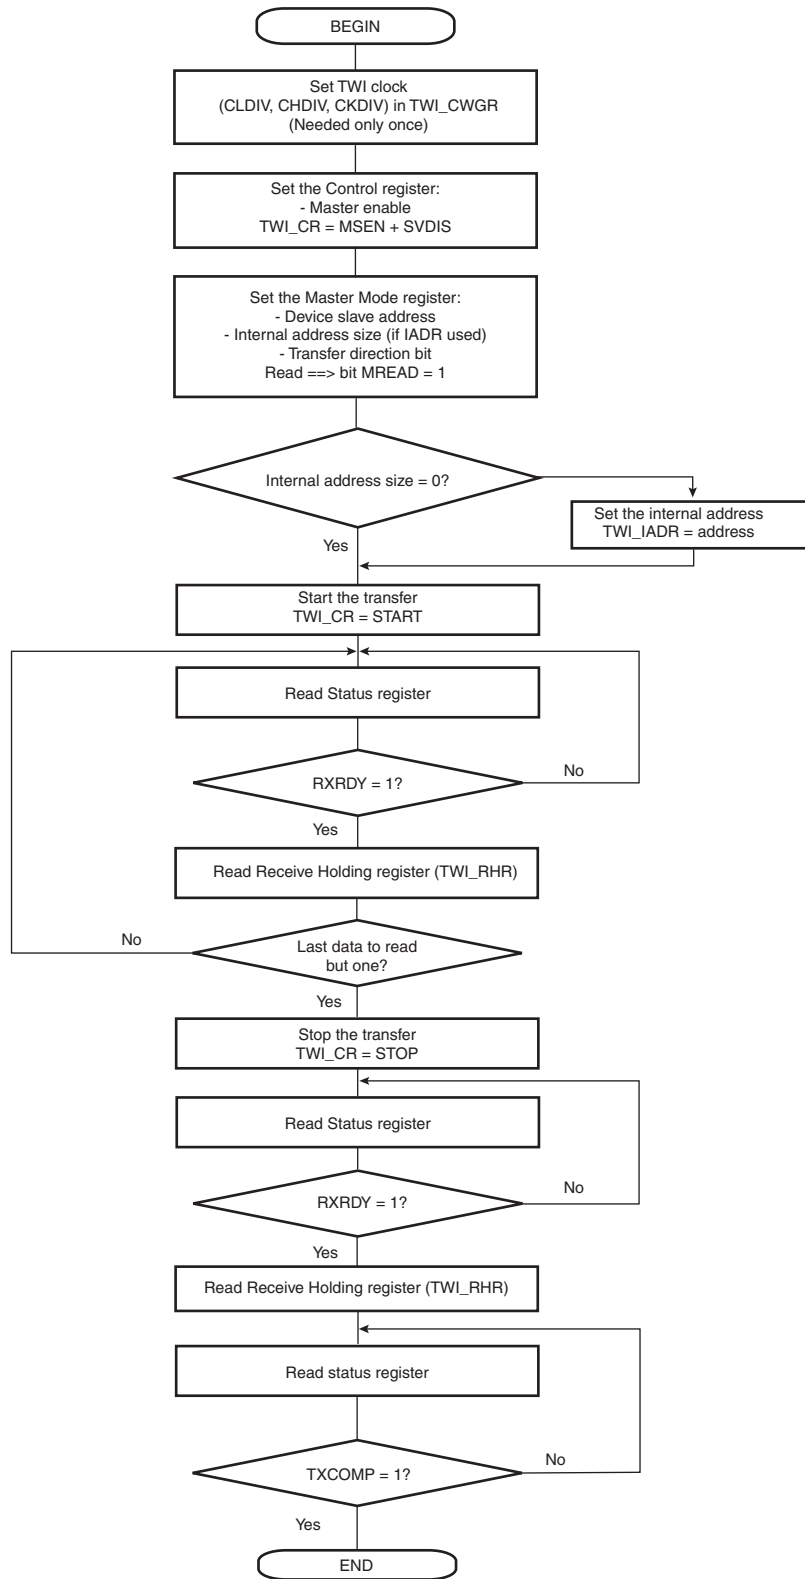 BEGIN
Set TWI clock
(CLDIV, CHDIV, CKDIV) in TWI_CWGR
(Needed only once)
Set the Control register:
- Master enable
TWI_CR = MSEN + SVDIS
Set the Master Mode register:
- Device slave address
- Internal address size (if IADR used)
- Transfer direction bit
Read ==> bit MREAD = 1
Internal address size = 0?
Set the internal address
TWI_IADR = address
Yes
Start the transfer
TWI_CR = START
Read Status register
RXRDY = 1?
No
Yes
Read Receive Holding register (TWI_RHR)
No
Last data to read
but one?
Yes
Stop the transfer
TWI_CR = STOP
Read Status register
RXRDY = 1?
No
Yes
Read Receive Holding register (TWI_RHR)
Read status register
TXCOMP = 1?
No
Yes
END